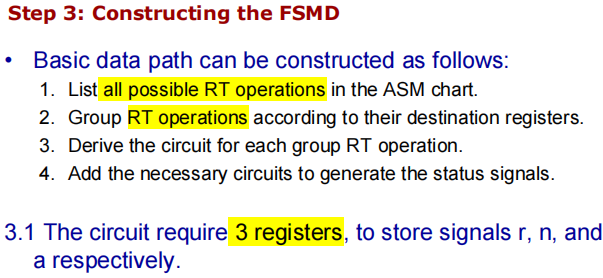 Step 3: Constructing the FSMD
• Basic data path can be constructed as follows:
1. List all possible RT operations in the ASM chart.
2. Group RT operations according to their destination registers.
3. Derive the circuit for each group RT operation.
4. Add the necessary circuits to generate the status signals.
3.1 The circuit require 3 registers, to store signals r, n, and
a respectively.